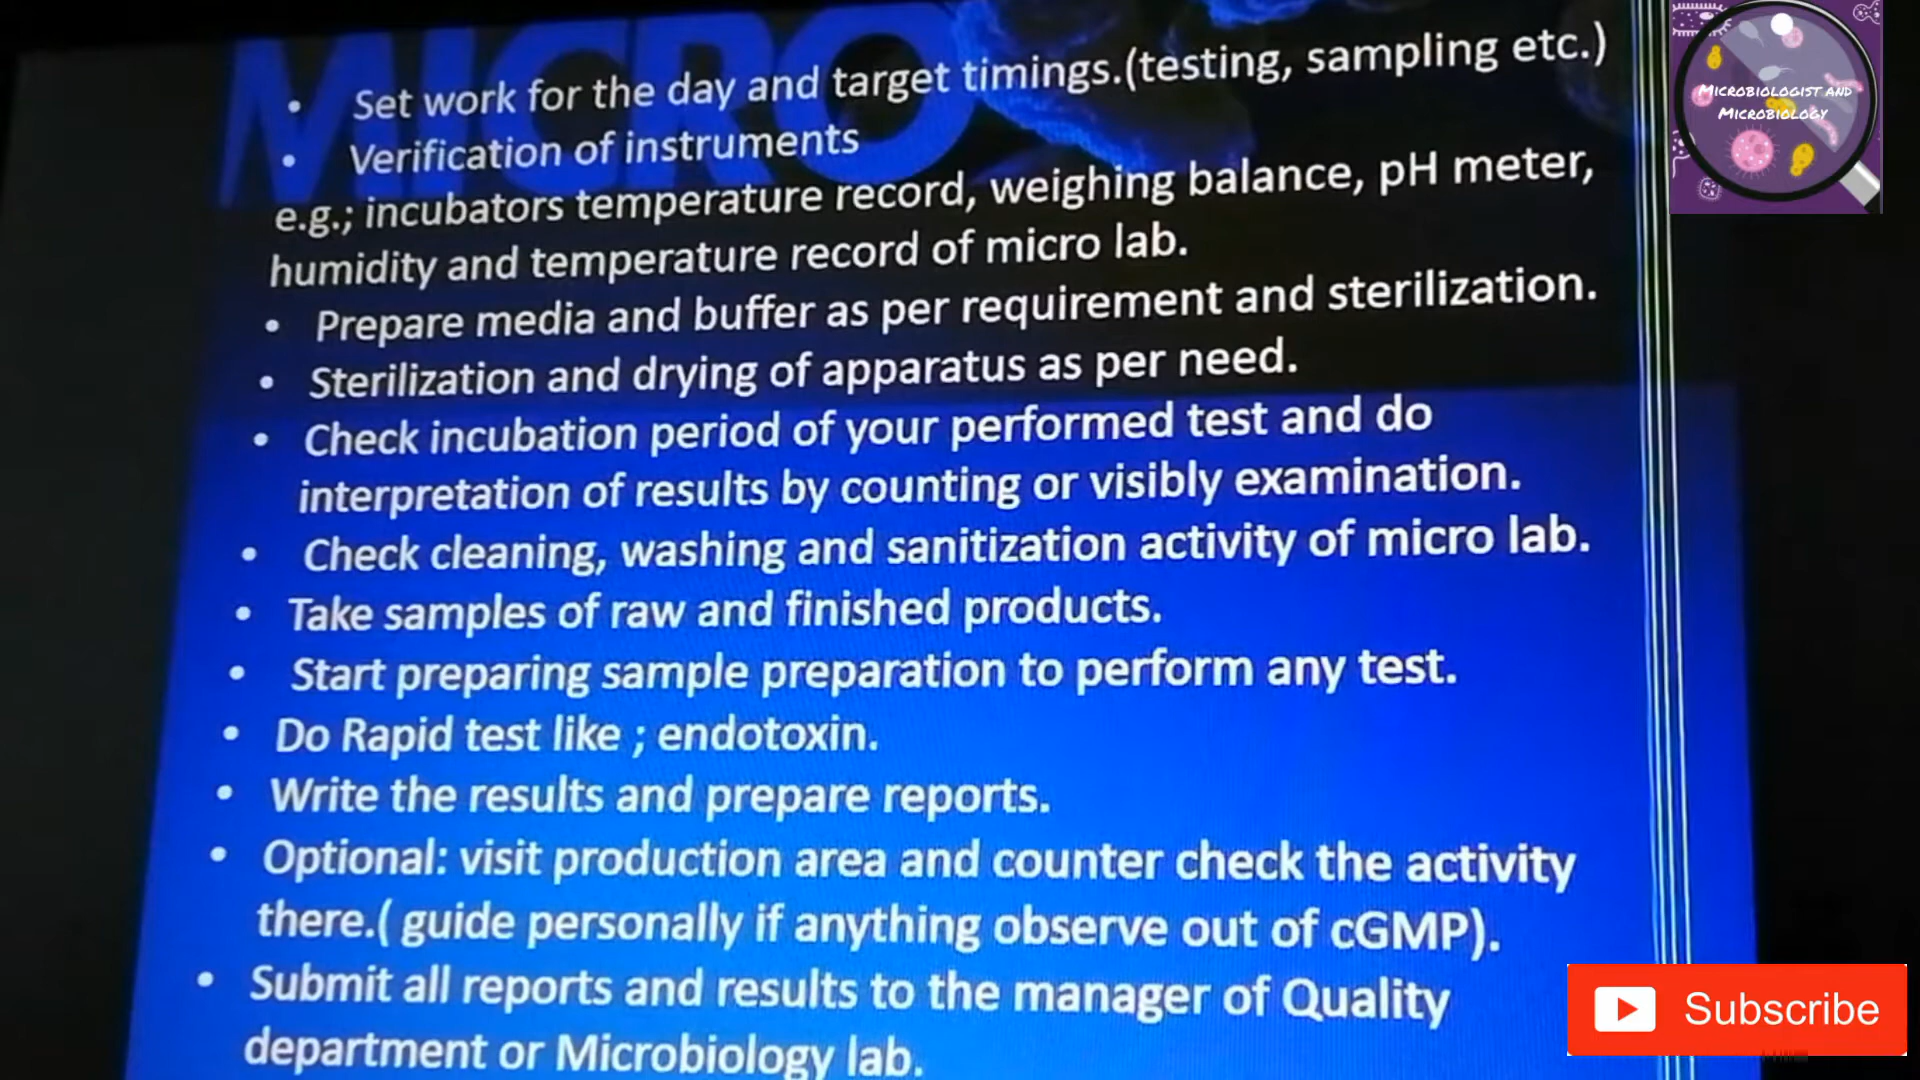 MICRO
• Set work for the day and target timings.(testing, sampling etc.)
• Verification of instruments
e.g.; incubators temperature record, weighing balance, pH meter,
humidity and temperature record of micro lab.
• Prepare media and buffer as per requirement and sterilization.
• Sterilization and drying of apparatus as per need.
• Check incubation period of your performed test and do
interpretation of results by counting or visibly examination.
• Check cleaning, washing and sanitization activity of micro lab.
• Take samples of raw and finished products.
• Start preparing sample preparation to perform any test.
• Do Rapid test like ; endotoxin.
• Write the results and prepare reports.
• Optional: visit production area and counter check the activity
there.( guide personally if anything observe out of cGMP).
• Submit all reports and results to the manager of Quality
department or Microbiology lab.
Microbiologist and
Microbiology
Subscribe